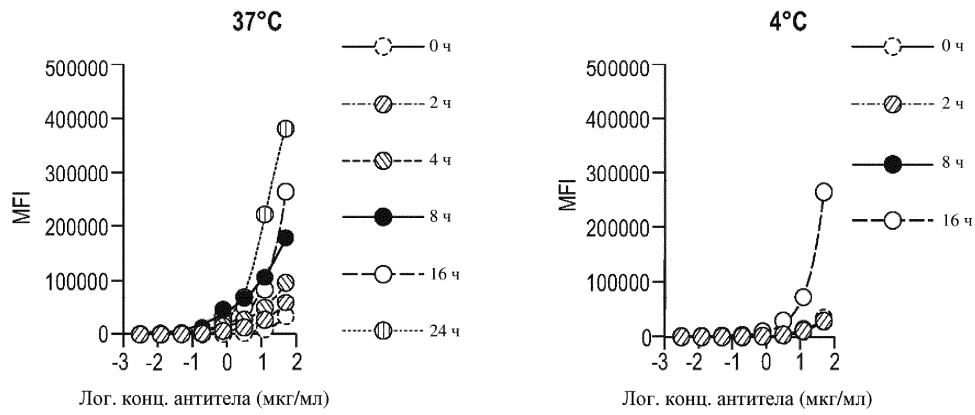 37°C
MFI
500000
400000
300000
200000
100000
0
-3 -2 -1 0 1 2
Лог. конц. антитела (мкг/мл)
0 ч
2 ч
4 ч
8 ч
16 ч
24 ч
4°C
MFI
500000
400000
300000
200000
100000
0
-3 -2 -1 0 1 2
Лог. конц. антитела (мкг/мл)
0 ч
2 ч
8 ч
16 ч